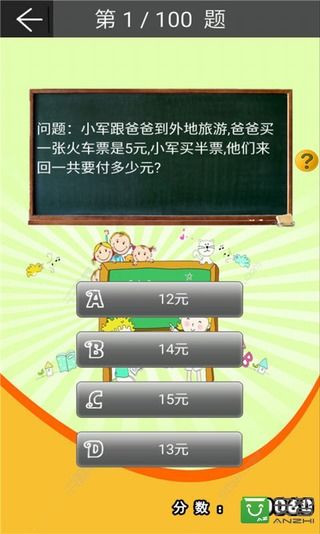 第 1 / 100 题
问题：小军跟爸爸到外地旅游,爸爸买
一张火车票是5元,小军买半票,他们来
回一共要付多少元?
?
A 12元
B 14元
C 15元
D 13元
分数：
ANZHI